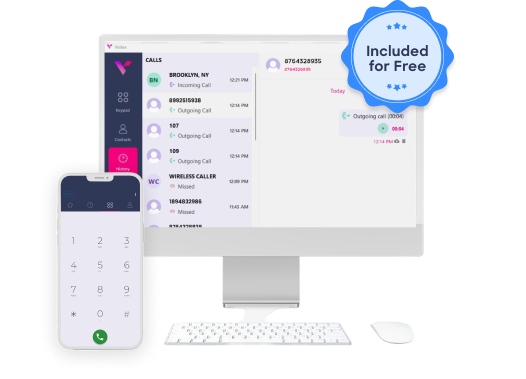 Included
for Free
CALLS
BROOKLYN, NY
Incoming Call
12:21 PM
8992515928
Outgoing Call
12:14 PM
107
Outgoing Call
12:14 PM
109
Outgoing Call
12:14 PM
WC
WIRELESS CALLER
Missed
12:09 PM
1894832986
Missed
11:43 AM
BN
Keypad
Contacts
History
8764328935
8764328935
Today
Outgoing call (00:04)
00:04
12:14 PM
1
2
3
4
5
6
7
8
9
*
0
#